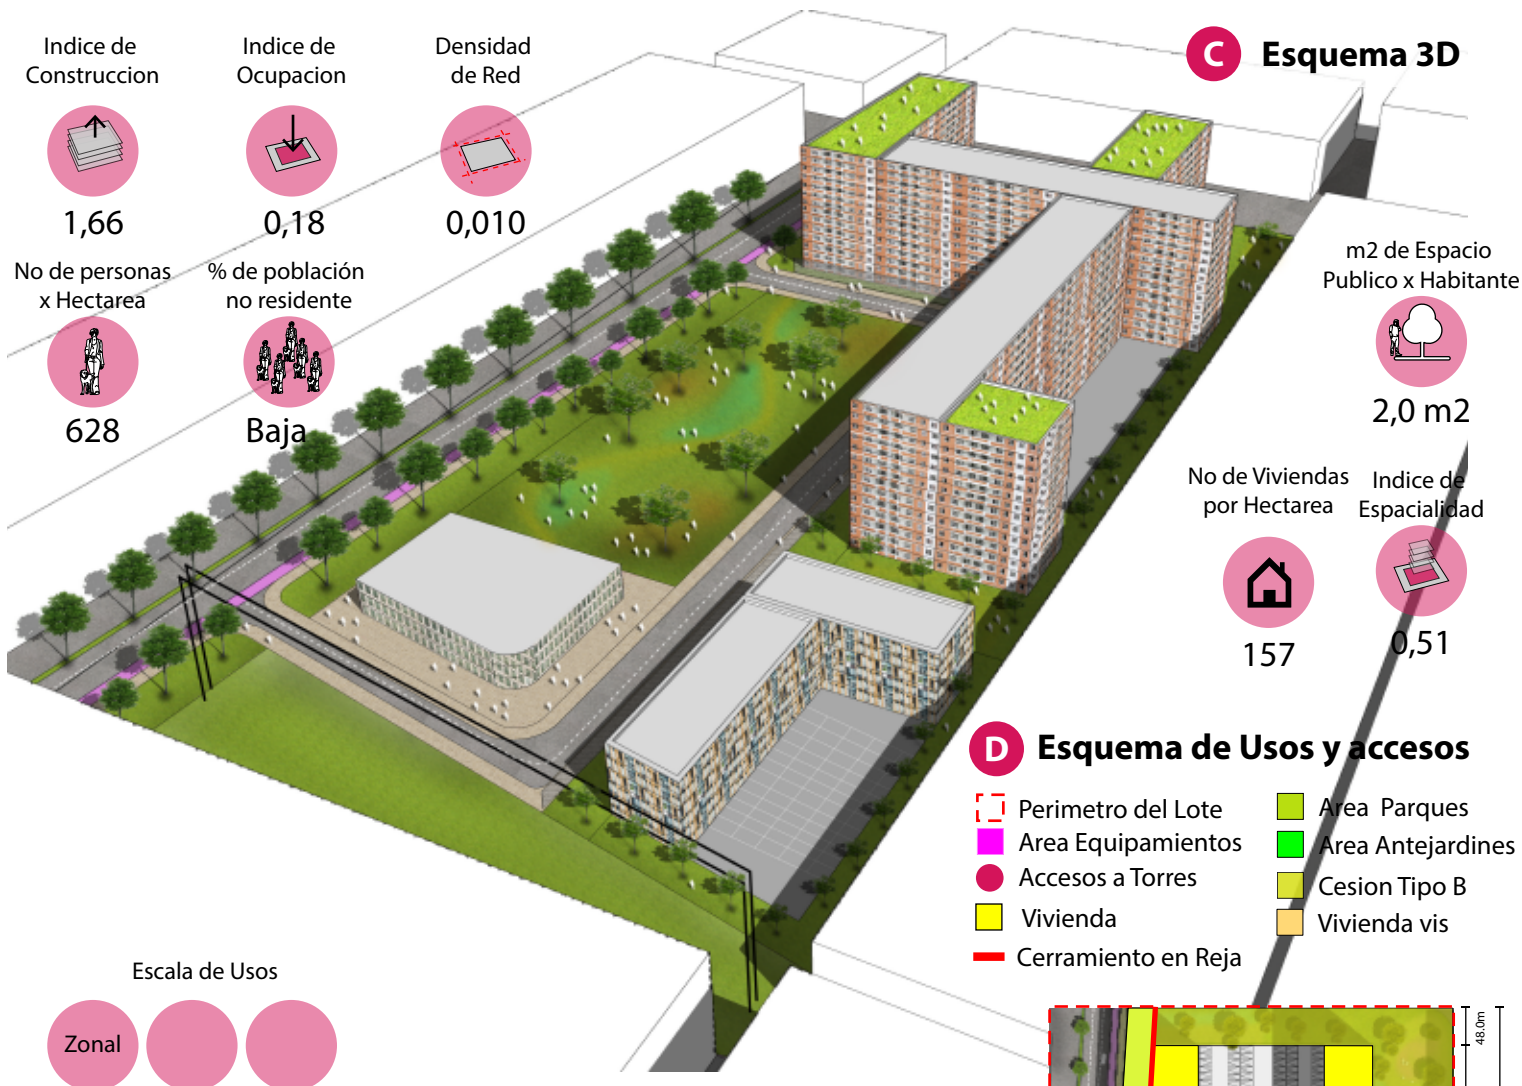 Indice de
Construccion
1,66
Indice de
Ocupacion
0,18
Densidad
de Red
0,010
No de personas
x Hectarea
628
% de población
no residente
Baja
C Esquema 3D
m2 de Espacio
Publico x Habitante
2,0 m2
No de Viviendas
por Hectarea
157
Indice de
Espacialidad
0,51
D Esquema de Usos y accesos
Perimetro del Lote
Area Equipamientos
Accesos a Torres
Vivienda
Cerramiento en Reja
Area Parques
Area Antejardines
Cesion Tipo B
Vivienda vis
Escala de Usos
Zonal
48.0m